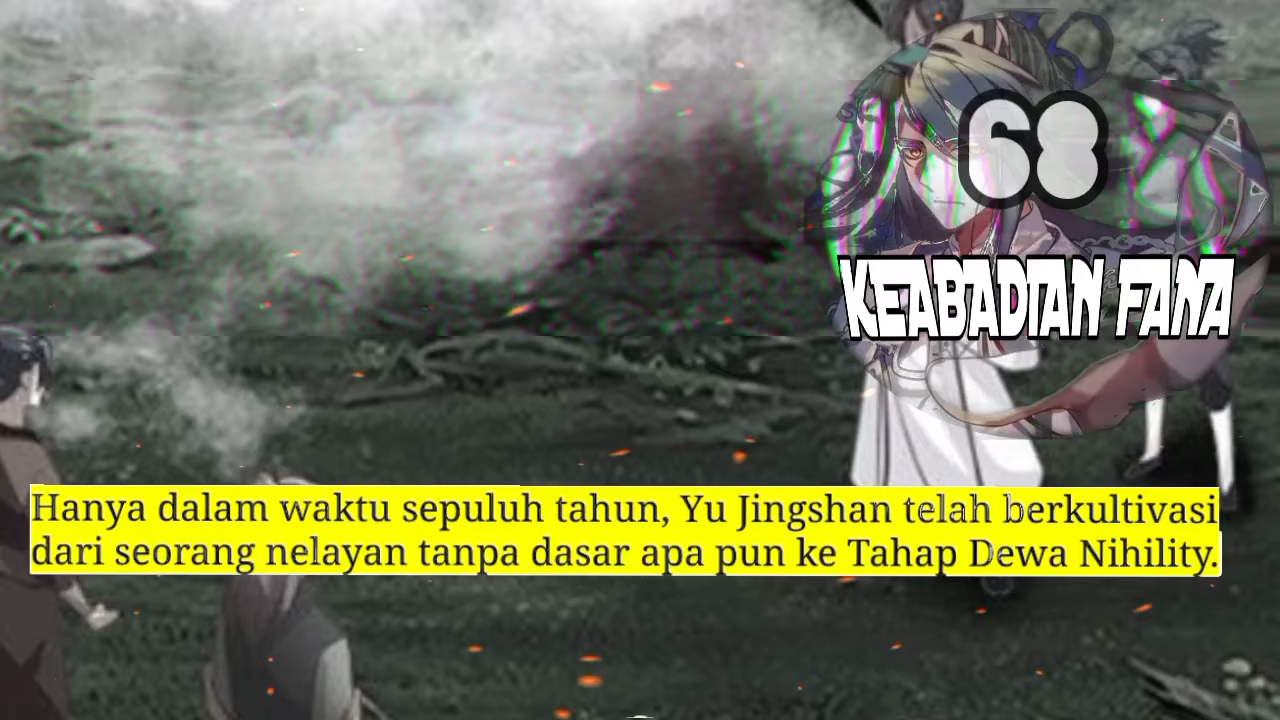 68
KEABADIAN FANA
Hanya dalam waktu sepuluh tahun, Yu Jingshan telah berkultivasi
dari seorang nelayan tanpa dasar apa pun ke Tahap Dewa Nihility.